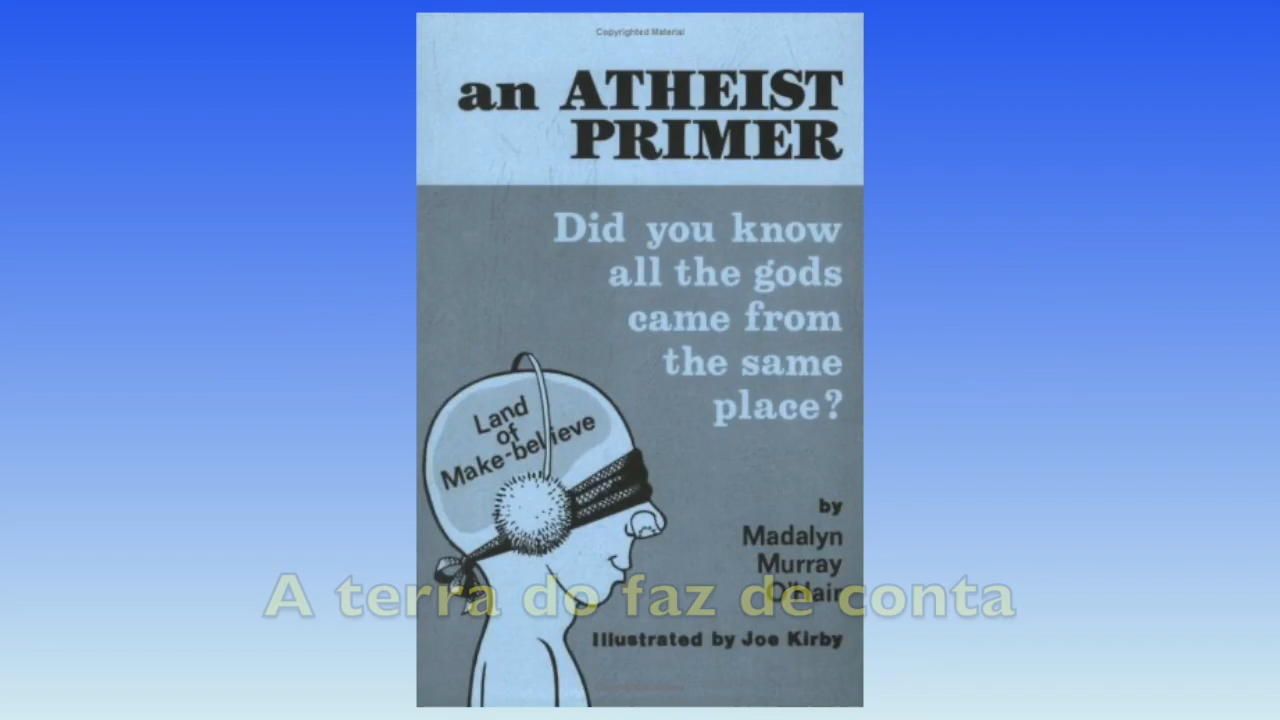 Copyrighted Material
an ATHEIST
PRIMER
Did you know
all the gods
came from
the same
place?
Land
of
Make-believe
by
Madalyn
Murray
O'Hair
A terra do faz de conta
Illustrated by Joe Kirby